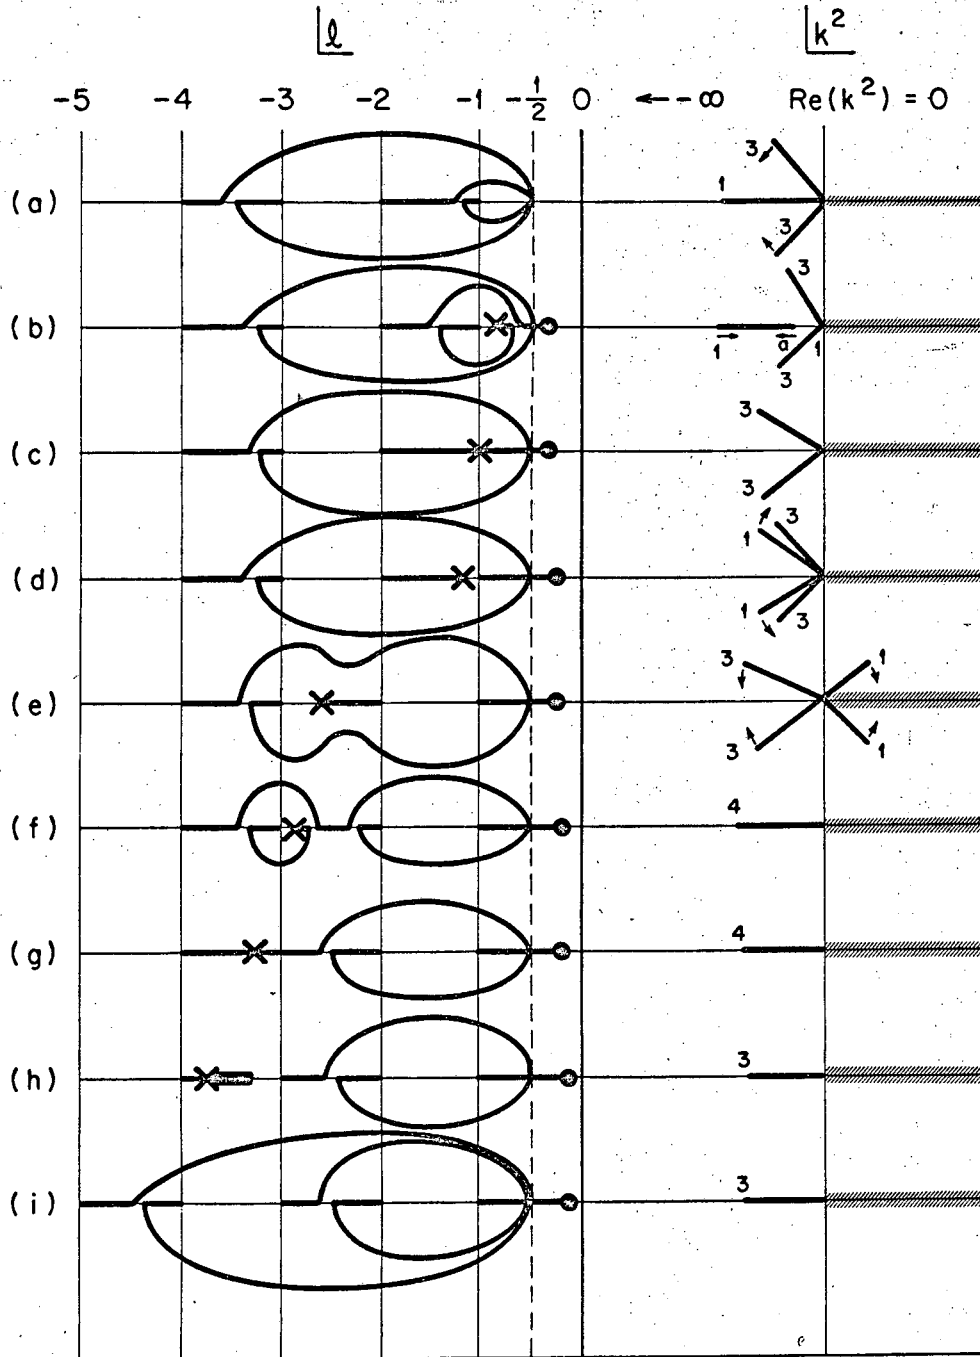 l k²
-5 -4 -3 -2 -1 -1/2 0 ←-∞ Re(k²) = 0
(a) 1 3 3
(b) 1 a 3 3 1
(c) 3 3
(d) 3 1 1 3
(e) 3 3 1 1
(f) 4
(g) 4
(h) 3
(i) 3